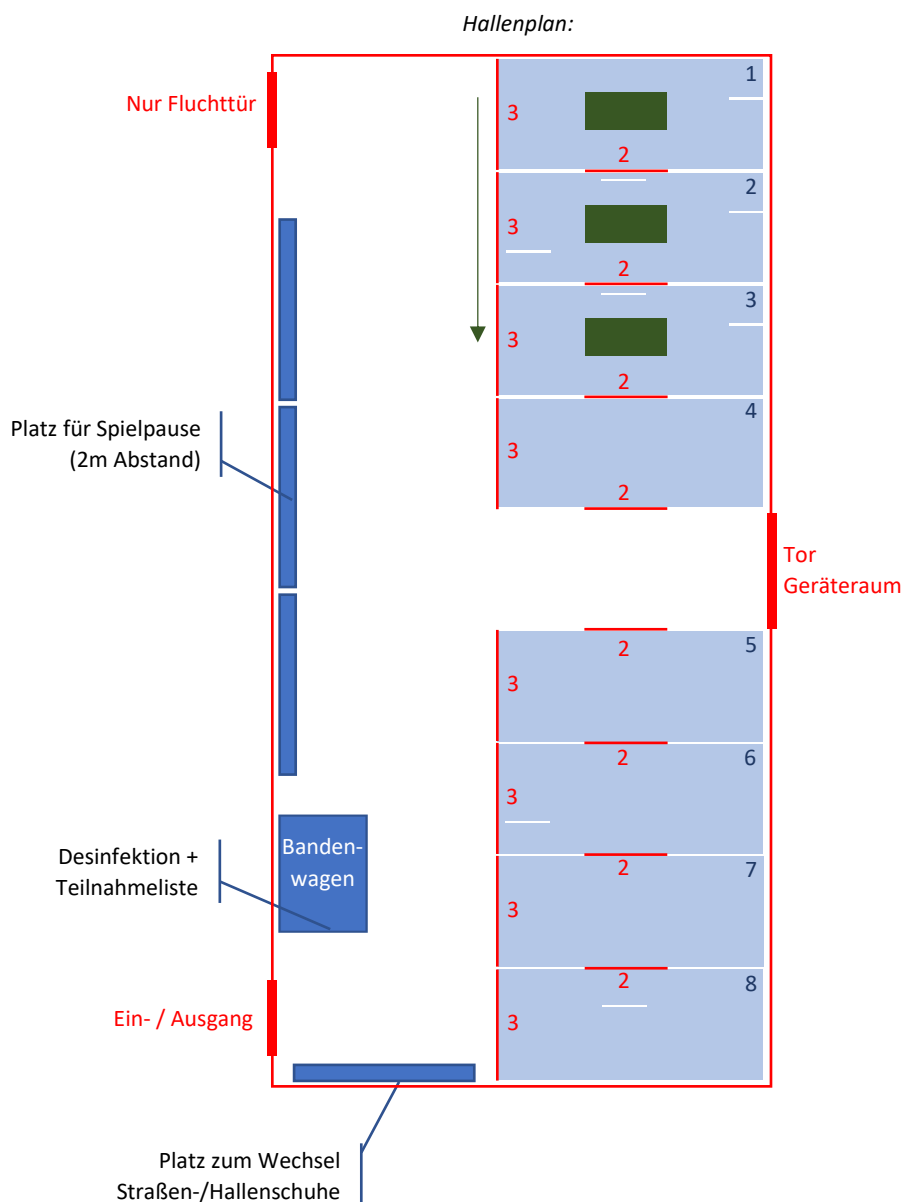 Hallenplan:
1
Nur Fluchttür
3
2
2
3
2
3
3
2
4
Platz für Spielpause
(2m Abstand)
3
2
Tor
Geräteraum
5
2
3
6
2
3
Banden-
wagen
Desinfektion +
Teilnahmeliste
7
2
3
8
2
Ein- / Ausgang
3
Platz zum Wechsel
Straßen-/Hallenschuhe